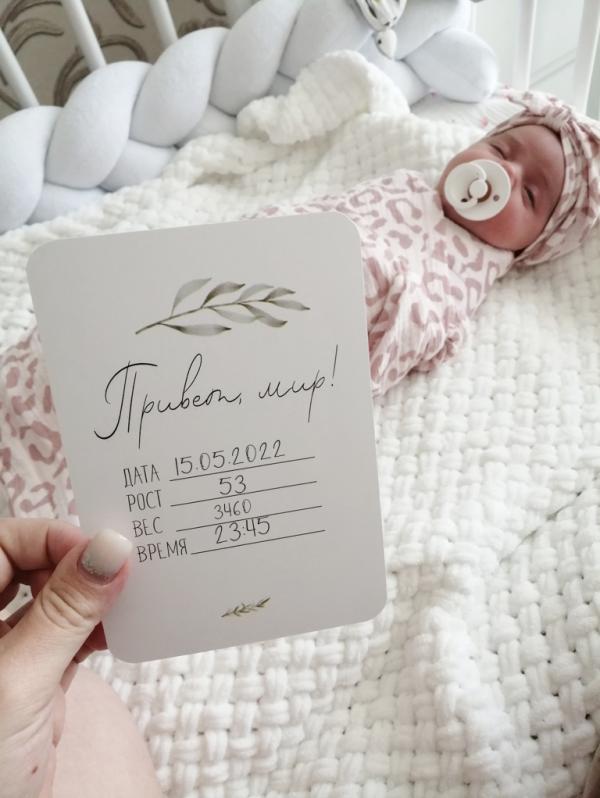 Привет, мир!
ДАТА 15.05.2022
РОСТ 53
ВЕС 3460
ВРЕМЯ 23:45